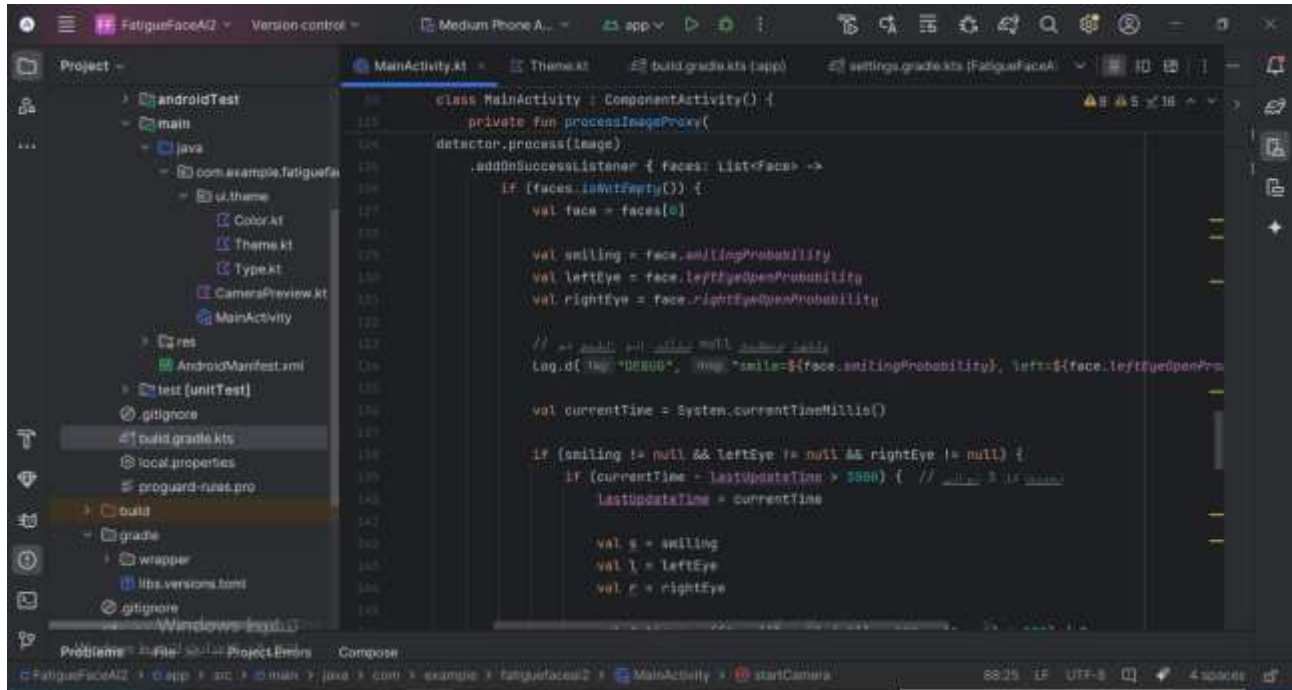 FatigueFaceAI2
Version control
Medium Phone A...
app
Project
MainActivity.kt
Theme.kt
build.gradle.kts (app)
settings.gradle.kts (FatigueFaceAI
androidTest
main
java
com.example.fatiguefa
ui.theme
Color.kt
Theme.kt
Type.kt
CameraPreview.kt
MainActivity
res
AndroidManifest.xml
test [unitTest]
.gitignore
build.gradle.kts
local.properties
proguard-rules.pro
build
gradle
wrapper
libs.versions.toml
.gitignore
class MainActivity : ComponentActivity() {
private fun processImageProxy(
detector.process(image)
.addOnSuccessListener { faces: List<Face> ->
if (faces.isNotEmpty()) {
val face = faces[0]
val smiling = face.smilingProbability
val leftEye = face.leftEyeOpenProbability
val rightEye = face.rightEyeOpenProbability
// null
Log.d( tag: "DEBUG", msg: "smile=${face.smilingProbability}, left=${face.leftEyeOpenPro
val currentTime = System.currentTimeMillis()
if (smiling != null && leftEye != null && rightEye != null) {
if (currentTime - lastUpdateTime > 5000) { //
lastUpdateTime = currentTime
val s = smiling
val l = leftEye
val r = rightEye
Problems
File
Project Errors
Compose
FatigueFaceAI2 > app > src > main > java > com > example > fatiguefaceai2 > MainActivity > startCamera
88:25
LF
UTF-8
4 spaces